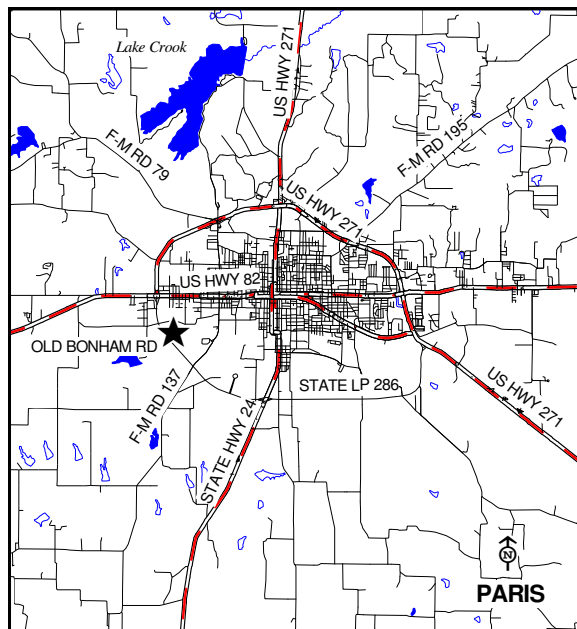 Lake Crook
US HWY 271
F-M RD 195
F-M RD 79
US HWY 271
US HWY 82
OLD BONHAM RD
F-M RD 137
STATE LP 286
US HWY 271
STATE HWY 24
N
PARIS